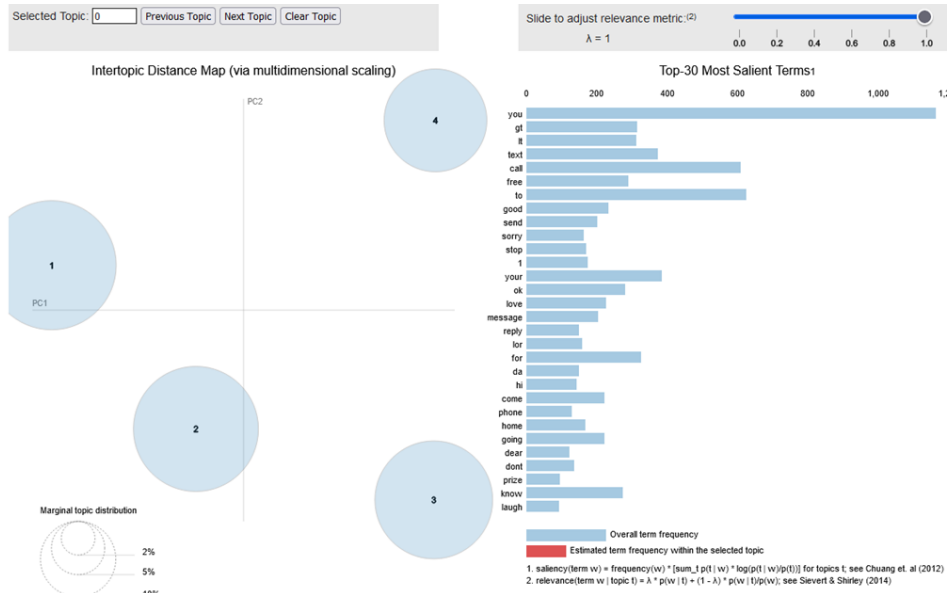 Selected Topic: 0 Previous Topic Next Topic Clear Topic
Slide to adjust relevance metric:(2)
λ = 1
0.0 0.2 0.4 0.6 0.8 1.0
Intertopic Distance Map (via multidimensional scaling)
PC2
PC1
4
1
2
3
Marginal topic distribution
2%
5%
10%
Top-30 Most Salient Terms1
0 200 400 600 800 1,000 1,2
you
gt
lt
text
call
free
to
good
send
sorry
stop
1
your
ok
love
message
reply
lor
for
da
hi
come
phone
home
going
dear
dont
prize
know
laugh
Overall term frequency
Estimated term frequency within the selected topic
1. saliency(term w) = frequency(w) * [sum_t p(t | w) * log(p(t | w)/p(t))] for topics t; see Chuang et. al (2012)
2. relevance(term w | topic t) = λ * p(w | t) + (1 - λ) * p(w | t)/p(w); see Sievert & Shirley (2014)